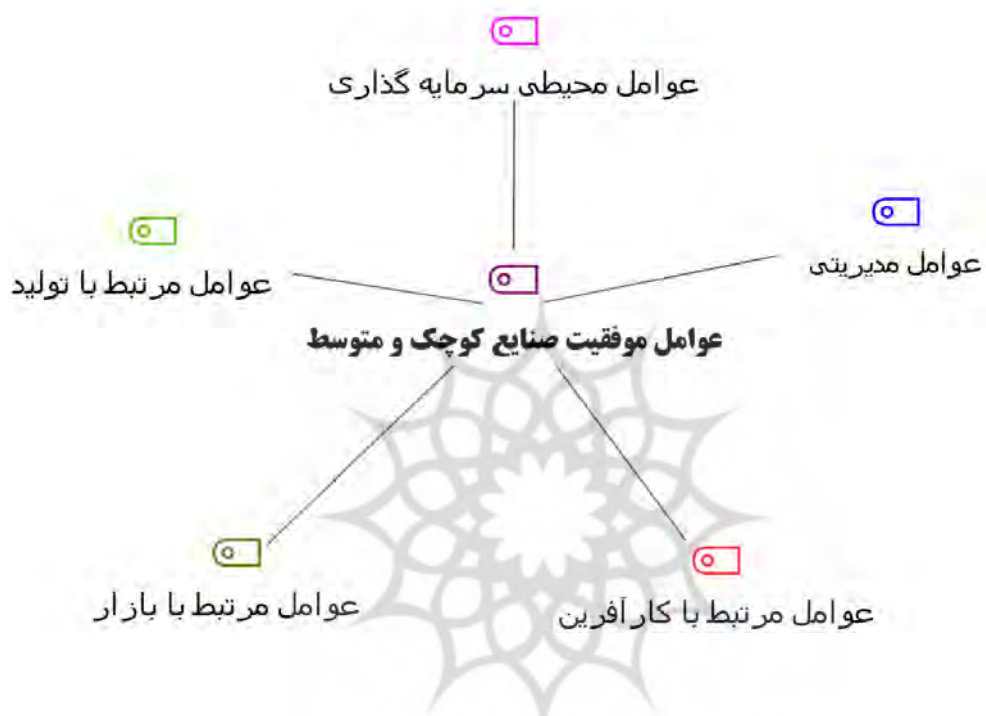 عوامل محیطی سرمایه گذاری
عوامل مدیریتی
عوامل مرتبط با تولید
عوامل موفقیت صنایع کوچک و متوسط
عوامل مرتبط با کارآفرین
عوامل مرتبط با بازار